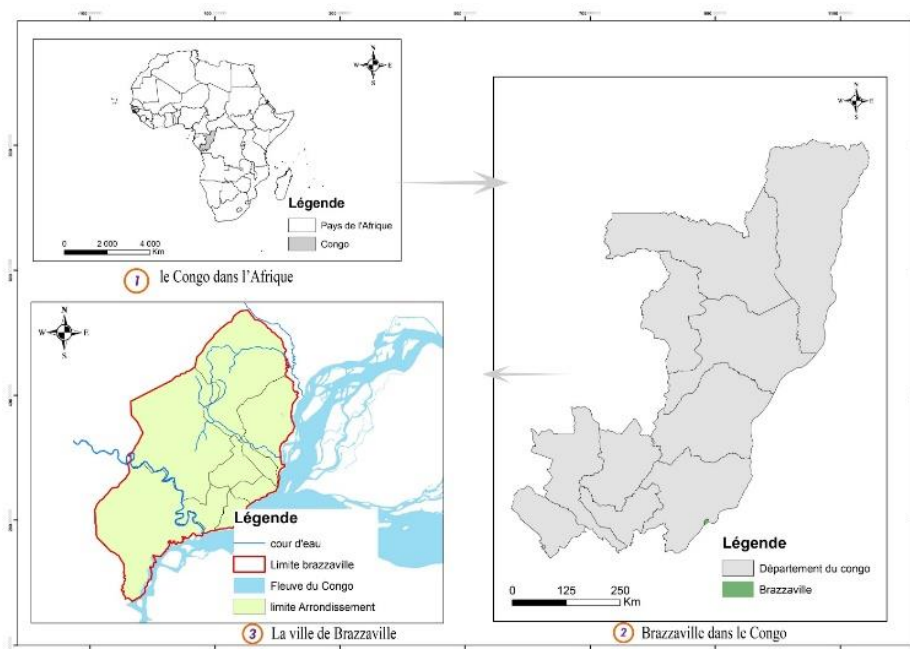 N
W E
S
Légende
Pays de l'Afrique
Congo
0 2 000 4 000
Km
1 le Congo dans l'Afrique
N
W E
S
Légende
Département du congo
Brazzaville
0 125 250
Km
2 Brazzaville dans le Congo
N
W E
S
Légende
cour d'eau
Limite brazzaville
Fleuve du Congo
limite Arrondissement
3 La ville de Brazzaville